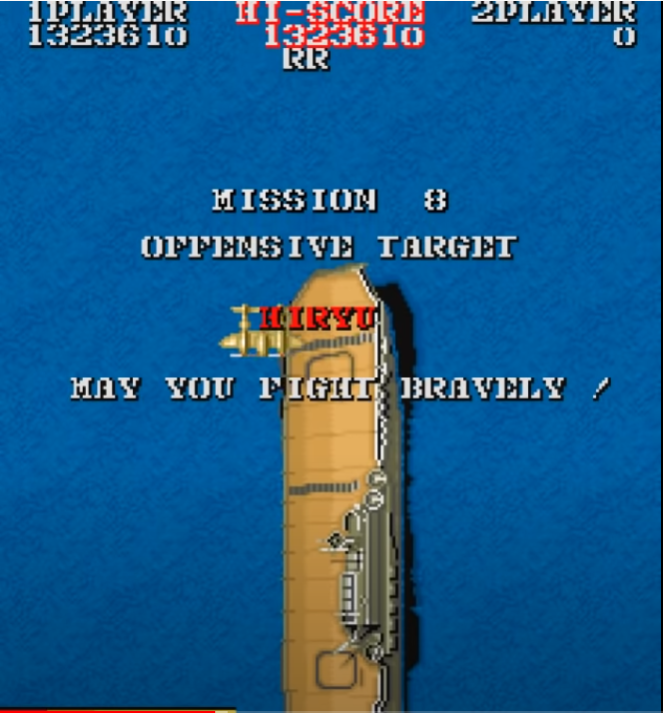 1PLAYER HI-SCORE 2PLAYER
1323610 1323610 0
RR
MISSION 8
OFFENSIVE TARGET
HIRYU
MAY YOU FIGHT BRAVELY !